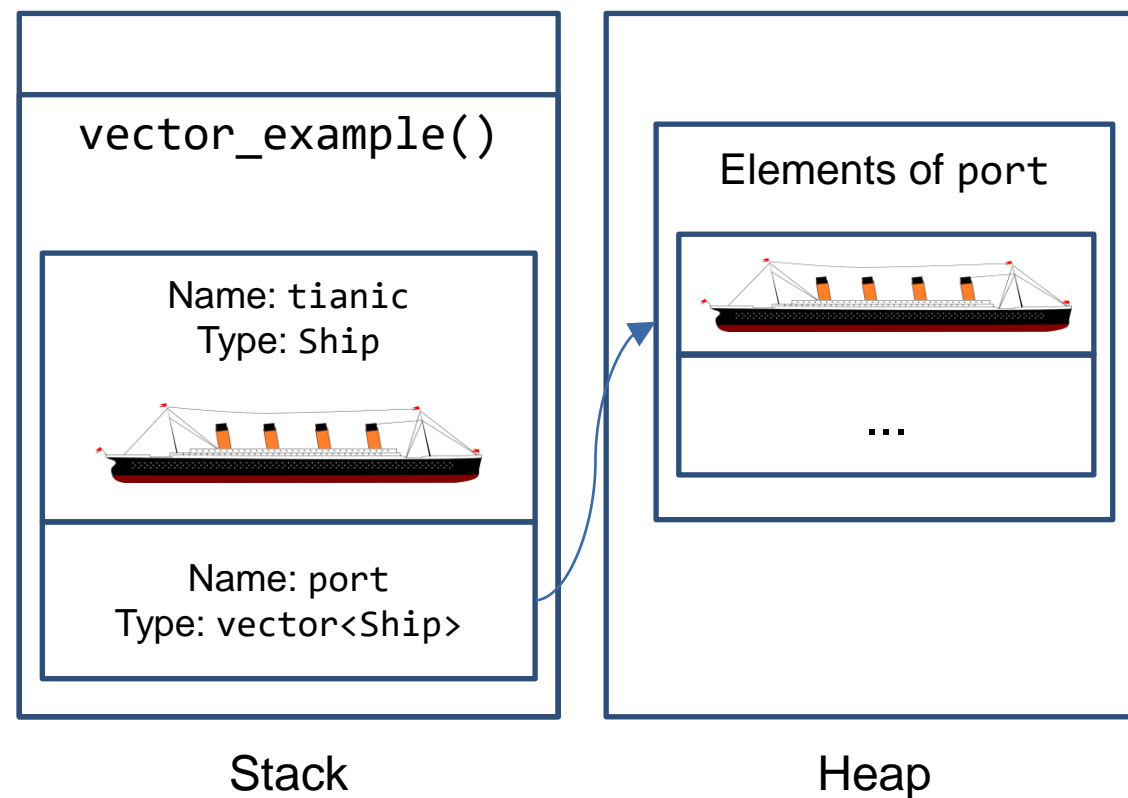 vector_example()
Name: tianic
Type: Ship
Name: port
Type: vector<Ship>
Stack
Elements of port
...
Heap